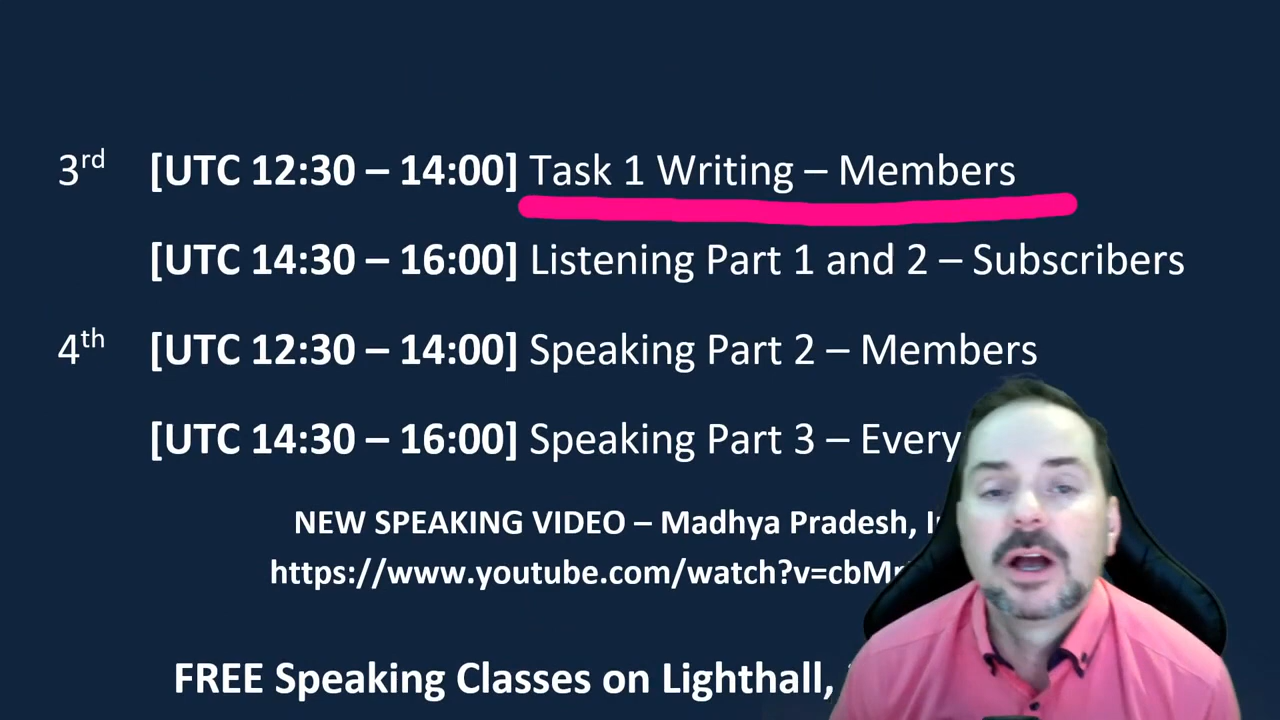 3rd [UTC 12:30 – 14:00] Task 1 Writing – Members
[UTC 14:30 – 16:00] Listening Part 1 and 2 – Subscribers
4th [UTC 12:30 – 14:00] Speaking Part 2 – Members
[UTC 14:30 – 16:00] Speaking Part 3 – Every
NEW SPEAKING VIDEO – Madhya Pradesh,
https://www.youtube.com/watch?v=cbM
FREE Speaking Classes on Lighthall,